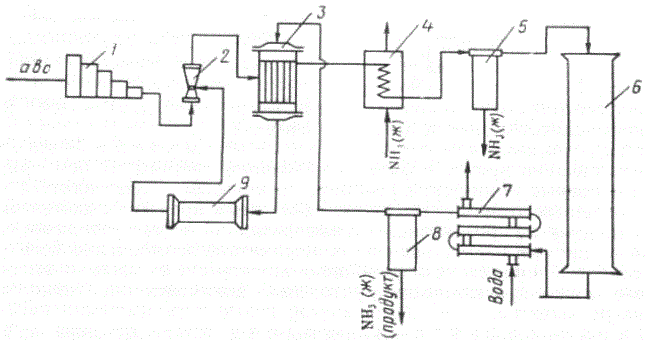 1
2
3
4
5
6
авс
NH₃(ж)
NH₃(ж)
7
8
9
NH₃(ж)
(продукт)
Вода